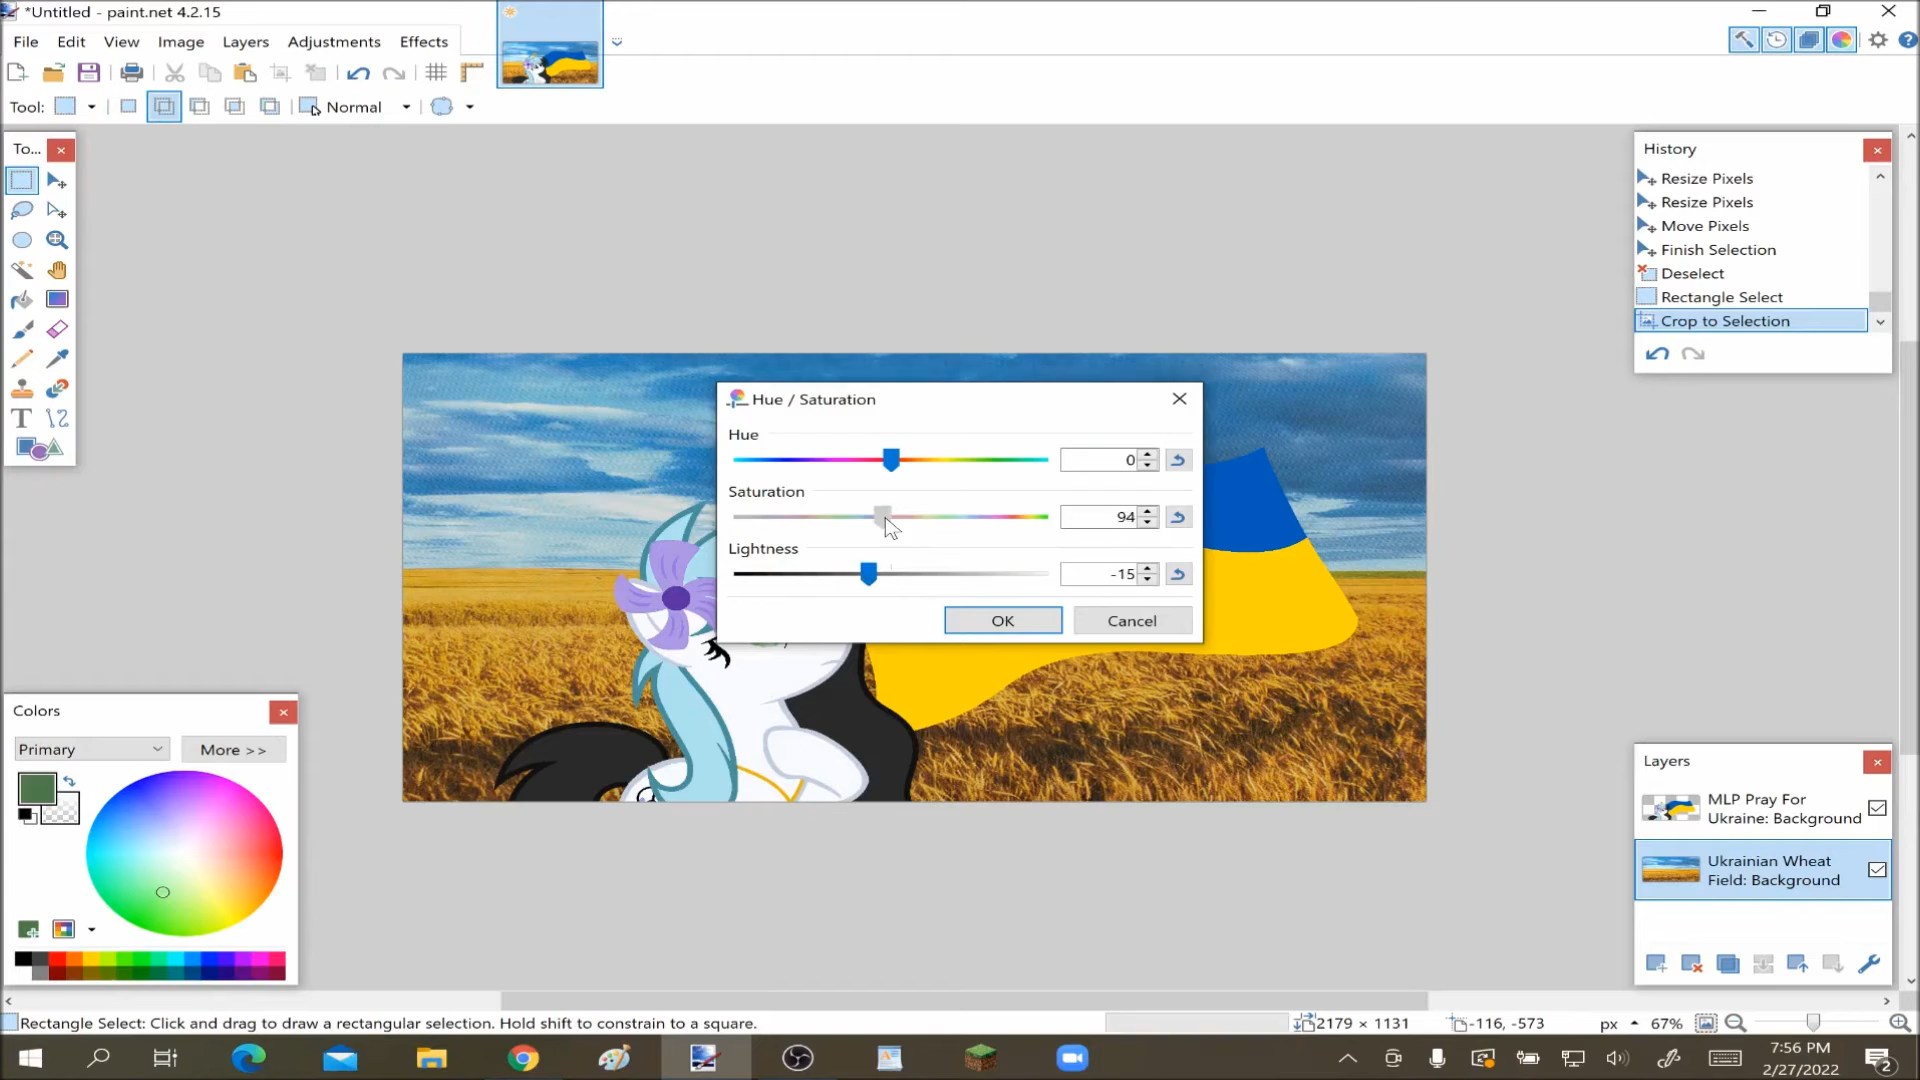 *Untitled - paint.net 4.2.15
File Edit View Image Layers Adjustments Effects
Tool: Normal
To...
History
Resize Pixels
Resize Pixels
Move Pixels
Finish Selection
Deselect
Rectangle Select
Crop to Selection
Hue / Saturation
Hue
0
Saturation
94
Lightness
-15
OK Cancel
Colors
Primary More >>
Layers
MLP Pray For
Ukraine: Background
Ukrainian Wheat
Field: Background
Rectangle Select: Click and drag to draw a rectangular selection. Hold shift to constrain to a square. 2179 × 1131 -116, -573 px 67%
7:56 PM
2/27/2022
2